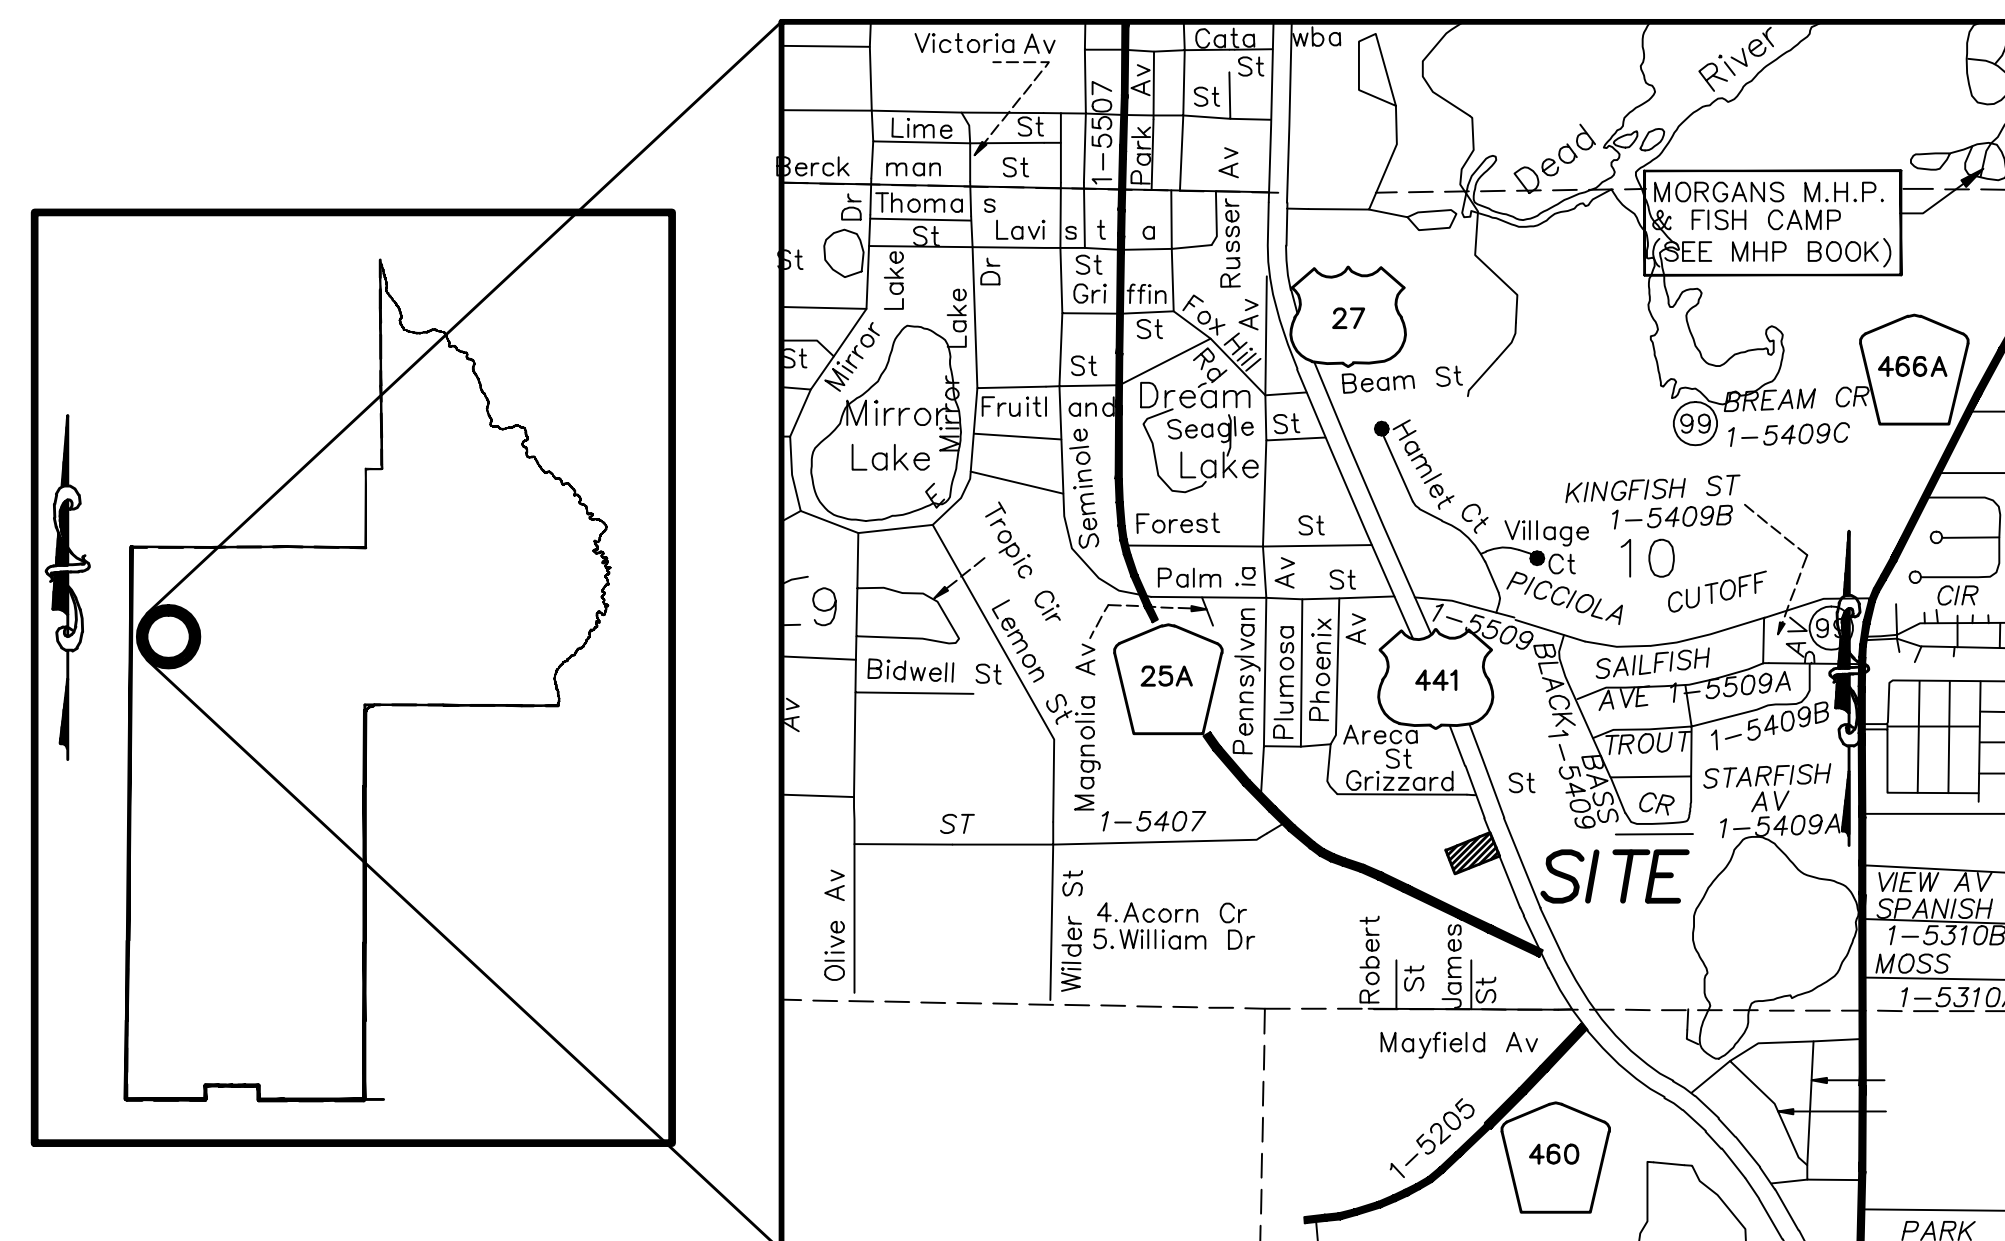 Victoria Av
Cata wba
St
St
River
1-5507
Park Av
Lime St
Av
Dead
Berck man St
MORGANS M.H.P.
& FISH CAMP
(SEE MHP BOOK)
Dr
Thoma s
St
Lavi s t a
Russer Av
St
Lake
Dr
St
Gri ffin
St
Fox Hill
Rd
27
466A
St
Mirror
Lake
Mirror
St
Beam St
Mirror
Lake
Fruitl and
Dream
Seagle St
Lake
BREAM CR
99
1-5409C
Hamlet Ct
Seminole
E
KINGFISH ST
1-5409B
Tropic Cir
Forest St
Village
Ct
10
Palm
ia
Av
St
PICCIOLA CUTOFF
9
Lemon St
CIR
Pennsylvan
Plumosa
Phoenix
Av
1-5509
99
AV
Bidwell St
Magnolia Av
25A
441
BLACK
BASS
1-5409
SAILFISH
AVE 1-5509A
1-5409B
Av
Areca
St
Grizzard St
TROUT
CR
STARFISH
AV
1-5409A
ST 1-5407
SITE
Olive Av
Wilder St
4.Acorn Cr
5.William Dr
VIEW AV
SPANISH
1-5310B
MOSS
1-5310A
Robert
St
James
St
Mayfield Av
1-5205
460
PARK